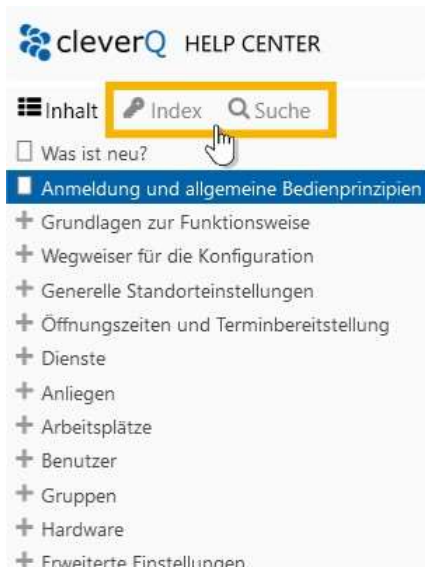 cleverQ HELP CENTER
Inhalt Index Suche
Was ist neu?
Anmeldung und allgemeine Bedienprinzipien
Grundlagen zur Funktionsweise
Wegweiser für die Konfiguration
Generelle Standorteinstellungen
Öffnungszeiten und Terminbereitstellung
Dienste
Anliegen
Arbeitsplätze
Benutzer
Gruppen
Hardware
Erweiterte Einstellungen